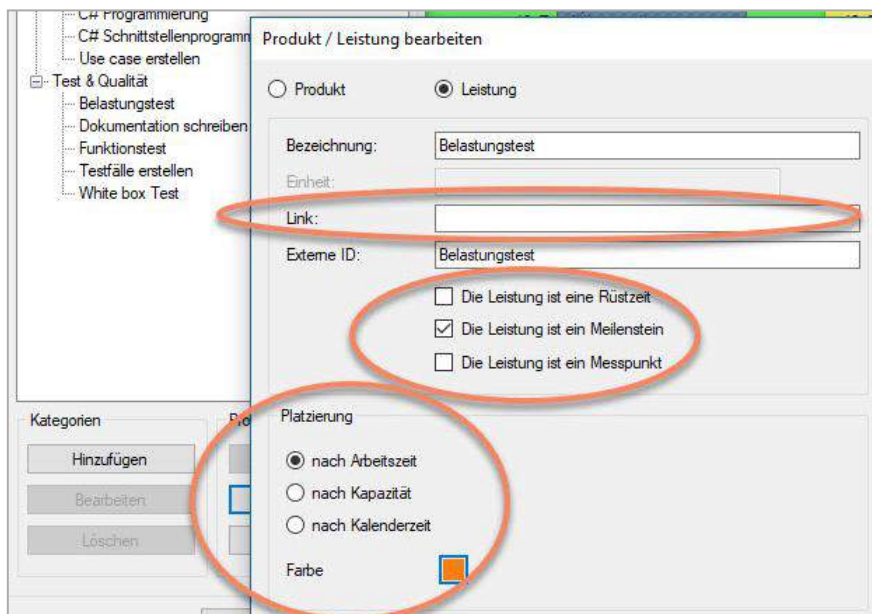 C# Programmierung
C# Schnittstellenprogramm
Use case erstellen
Test & Qualität
Belastungstest
Dokumentation schreiben
Funktionstest
Testfälle erstellen
White box Test
Kategorien
Hinzufügen
Bearbeiten
Löschen
Produkt / Leistung bearbeiten
Produkt
Leistung
Bezeichnung: Belastungstest
Einheit:
Link:
Externe ID: Belastungstest
Die Leistung ist eine Rüstzeit
Die Leistung ist ein Meilenstein
Die Leistung ist ein Messpunkt
Platzierung
nach Arbeitszeit
nach Kapazität
nach Kalenderzeit
Farbe